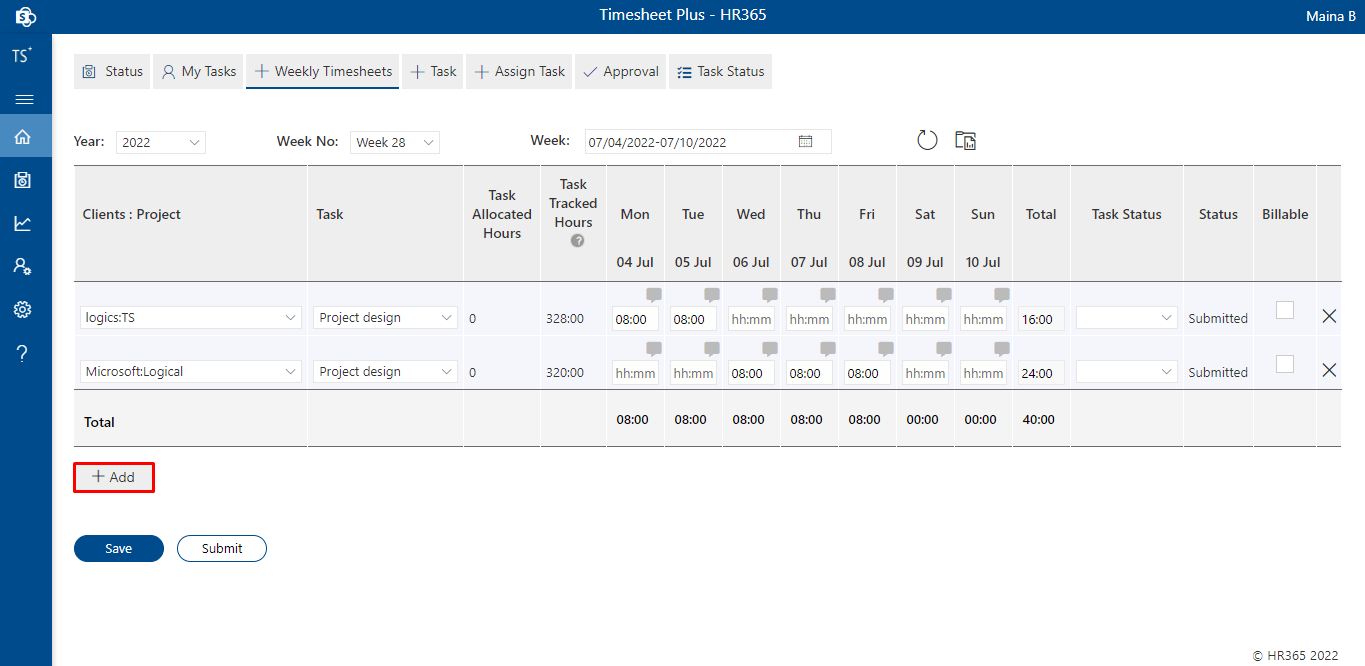 Timesheet Plus - HR365
Maina B
TS+
Status My Tasks Weekly Timesheets Task Assign Task Approval Task Status
Year: 2022 Week No: Week 28 Week: 07/04/2022-07/10/2022
Clients : Project Task Task Allocated Hours Task Tracked Hours ? Mon Tue Wed Thu Fri Sat Sun Total Task Status Status Billable
04 Jul 05 Jul 06 Jul 07 Jul 08 Jul 09 Jul 10 Jul
logics:TS Project design 0 328:00 08:00 08:00 hh:mm hh:mm hh:mm hh:mm hh:mm 16:00 Submitted
Microsoft:Logical Project design 0 320:00 hh:mm hh:mm 08:00 08:00 08:00 hh:mm hh:mm 24:00 Submitted
Total 08:00 08:00 08:00 08:00 08:00 00:00 00:00 40:00
+ Add
Save Submit
© HR365 2022